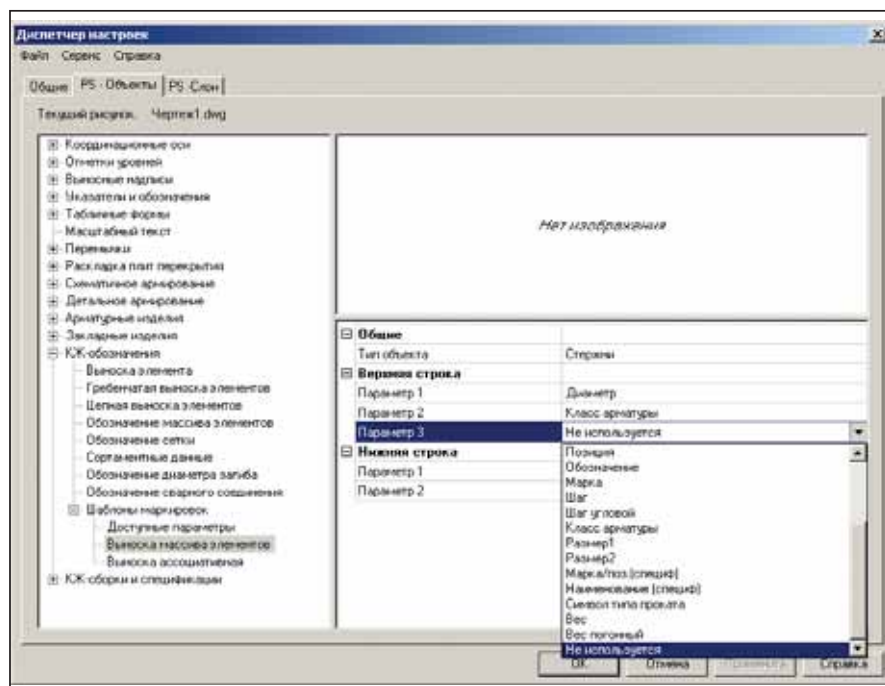 Диспетчер настроек
Файл Сервис Справка
Общие PS - Объекты PS Слои
Текущий рисунок. Чертеж1.dwg
Координационные оси
Отметки уровней
Выносные надписи
Указатели и обозначения
Табличные формы
Масштабный текст
Перемычки
Раскладка плит перекрытия
Схематичное армирование
Детальное армирование
Арматурные изделия
Закладные изделия
КЖ-обозначения
Выноска элемента
Гребенчатая выноска элементов
Цепная выноска элементов
Обозначение массива элементов
Обозначение сетки
Сортаментные данные
Обозначение диаметра загиба
Обозначение сварного соединения
Шаблоны маркировок
Доступные параметры
Выноска массива элементов
Выноска ассоциативная
КЖ-сборки и спецификации
Нет изображения
Общие
Тип объекта Стержни
Верхняя строка
Параметр 1 Диаметр
Параметр 2 Класс арматуры
Параметр 3 Не используется
Нижняя строка
Параметр 1
Параметр 2
Позиция
Обозначение
Марка
Шаг
Шаг угловой
Класс арматуры
Размер1
Размер2
Марка/поз.(специф)
Наименование (специф)
Символ типа проката
Вес
Вес погонный
Не используется
ОК Отмена Применить Справка